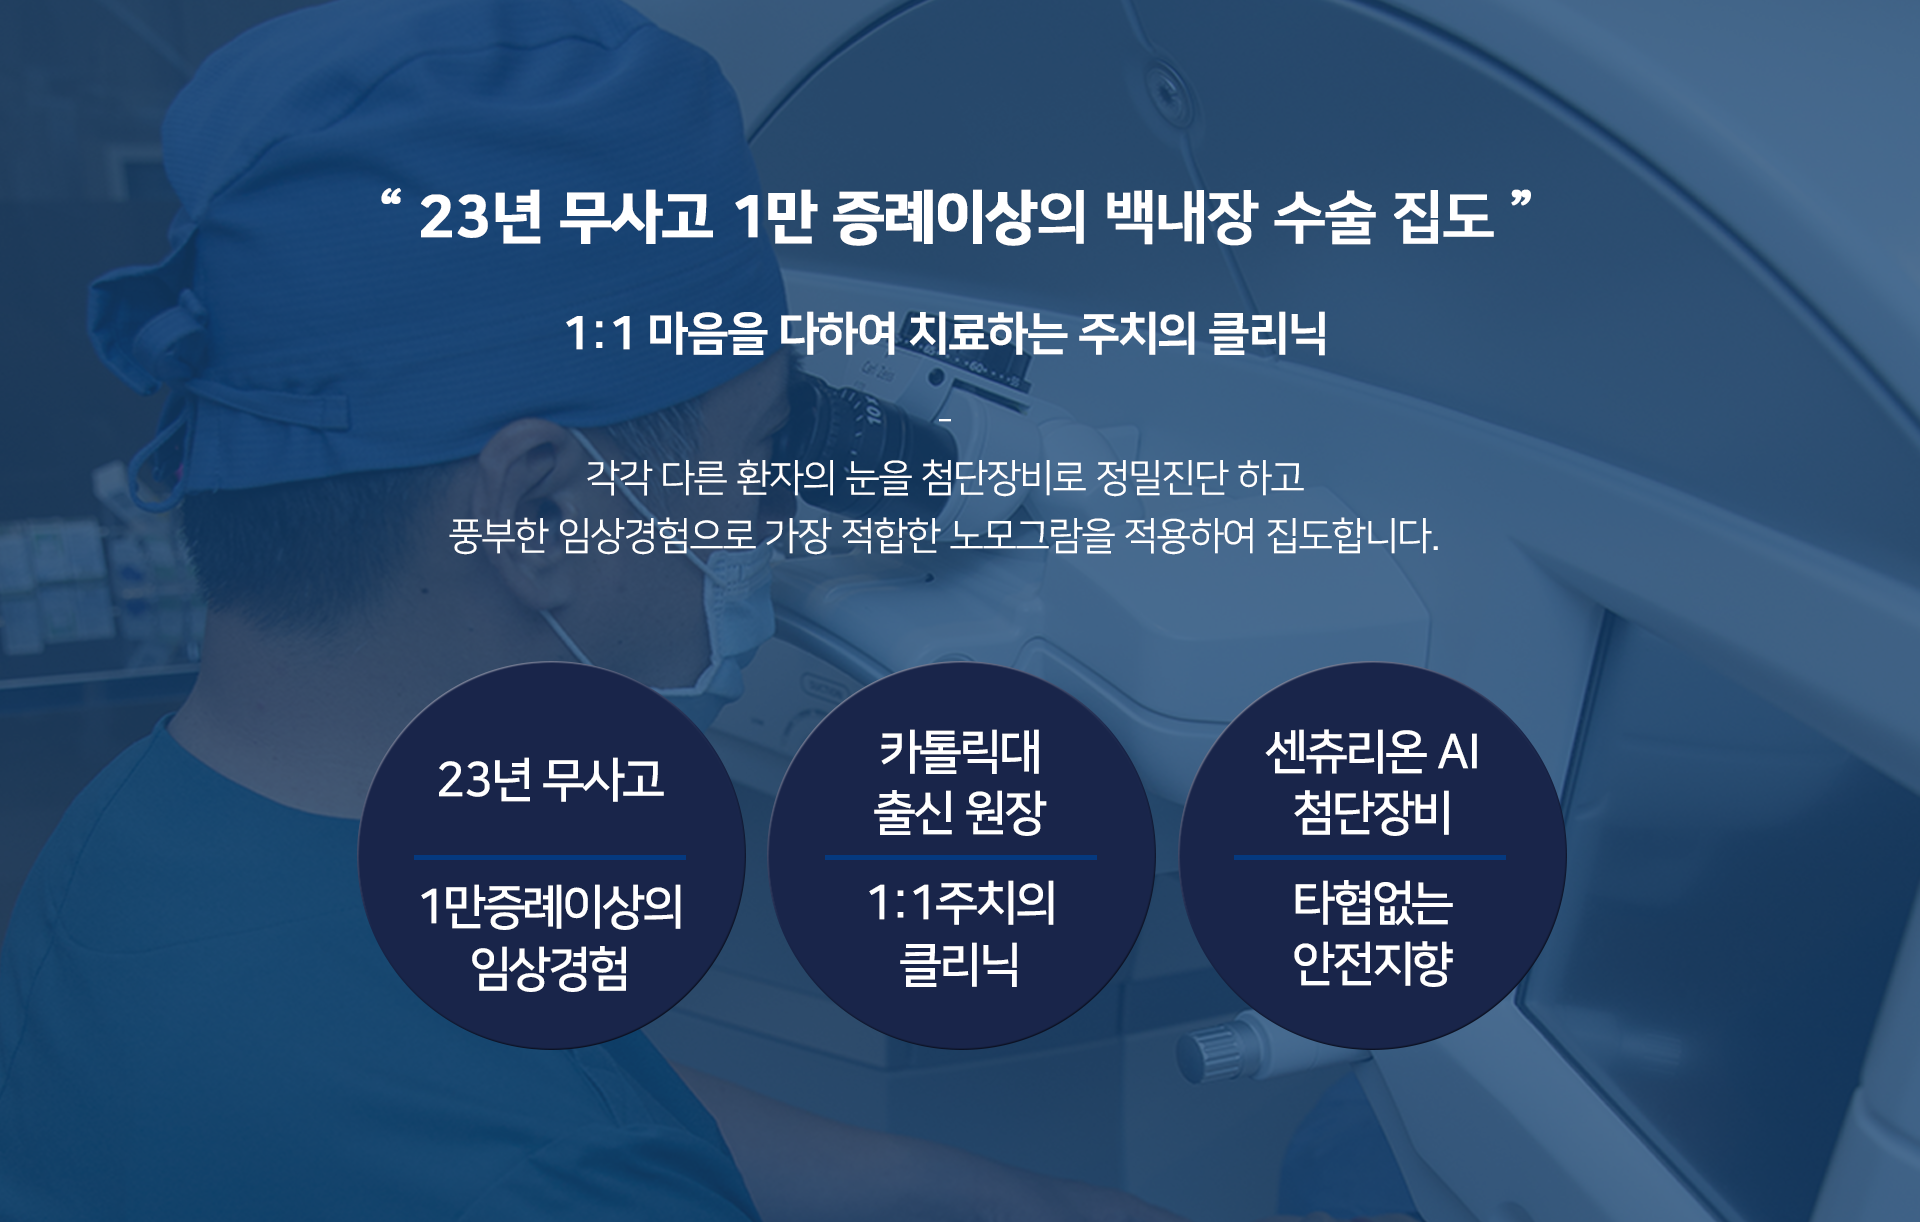 “ 23년 무사고 1만 증례이상의 백내장 수술 집도 ”
1:1 마음을 다하여 치료하는 주치의 클리닉
–
각각 다른 환자의 눈을 첨단장비로 정밀진단 하고
풍부한 임상경험으로 가장 적합한 노모그람을 적용하여 집도합니다.
23년 무사고
1만증례이상의
임상경험
카톨릭대
출신 원장
1:1주치의
클리닉
센츄리온 AI
첨단장비
타협없는
안전지향